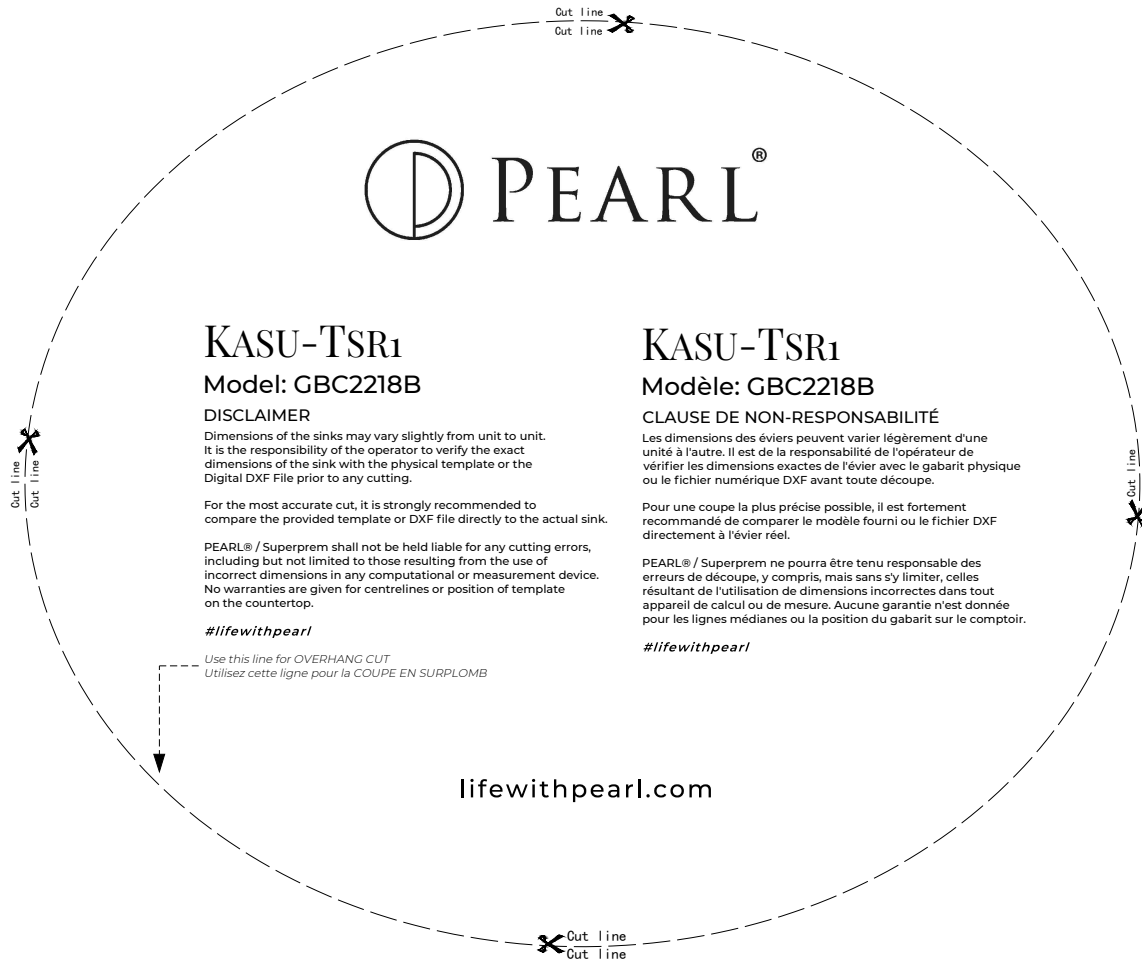 Cut line
Cut line
PEARL®
KASU-TSR1
Model: GBC2218B
DISCLAIMER
Dimensions of the sinks may vary slightly from unit to unit.
It is the responsibility of the operator to verify the exact
dimensions of the sink with the physical template or the
Digital DXF File prior to any cutting.
For the most accurate cut, it is strongly recommended to
compare the provided template or DXF file directly to the actual sink.
PEARL® / Superprem shall not be held liable for any cutting errors,
including but not limited to those resulting from the use of
incorrect dimensions in any computational or measurement device.
No warranties are given for centrelines or position of template
on the countertop.
#lifewithpearl
Use this line for OVERHANG CUT
Utilisez cette ligne pour la COUPE EN SURPLOMB
KASU-TSR1
Modèle: GBC2218B
CLAUSE DE NON-RESPONSABILITÉ
Les dimensions des éviers peuvent varier légèrement d'une
unité à l'autre. Il est de la responsabilité de l'opérateur de
vérifier les dimensions exactes de l'évier avec le gabarit physique
ou le fichier numérique DXF avant toute découpe.
Pour une coupe la plus précise possible, il est fortement
recommandé de comparer le modèle fourni ou le fichier DXF
directement à l'évier réel.
PEARL® / Superprem ne pourra être tenu responsable des
erreurs de découpe, y compris, mais sans s'y limiter, celles
résultant de l'utilisation de dimensions incorrectes dans tout
appareil de calcul ou de mesure. Aucune garantie n'est donnée
pour les lignes médianes ou la position du gabarit sur le comptoir.
#lifewithpearl
Cut line
Cut line
Cut line
lifewithpearl.com
Cut line
Cut line